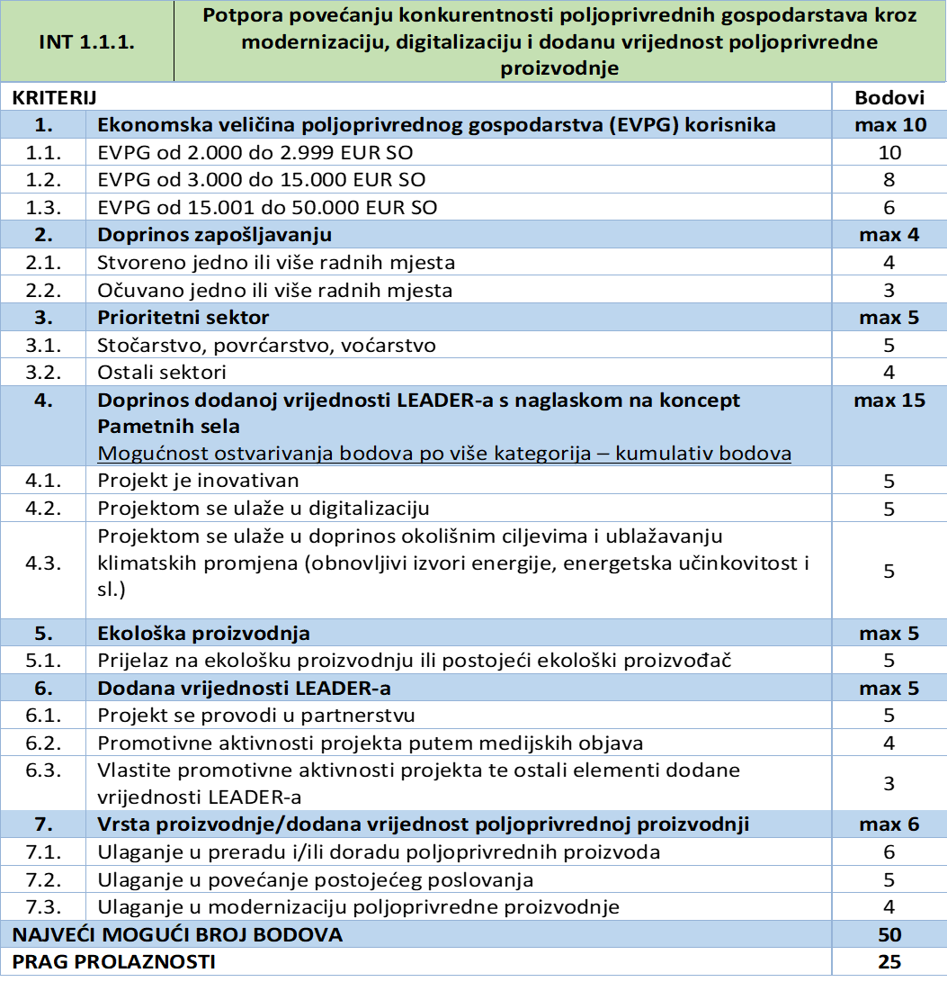 INT 1.1.1.
Potpora povećanju konkurentnosti poljoprivrednih gospodarstava kroz
modernizaciju, digitalizaciju i dodanu vrijednost poljoprivredne
proizvodnje
KRITERIJ Bodovi
1. Ekonomska veličina poljoprivrednog gospodarstva (EVPG) korisnika max 10
1.1. EVPG od 2.000 do 2.999 EUR SO 10
1.2. EVPG od 3.000 do 15.000 EUR SO 8
1.3. EVPG od 15.001 do 50.000 EUR SO 6
2. Doprinos zapošljavanju max 4
2.1. Stvoreno jedno ili više radnih mjesta 4
2.2. Očuvano jedno ili više radnih mjesta 3
3. Prioritetni sektor max 5
3.1. Stočarstvo, povrćarstvo, voćarstvo 5
3.2. Ostali sektori 4
4. Doprinos dodanoj vrijednosti LEADER-a s naglaskom na koncept max 15
Pametnih sela
Mogućnost ostvarivanja bodova po više kategorija – kumulativ bodova
4.1. Projekt je inovativan 5
4.2. Projektom se ulaže u digitalizaciju 5
Projektom se ulaže u doprinos okolišnim ciljevima i ublažavanju
4.3. klimatskih promjena (obnovljivi izvori energije, energetska učinkovitost i 5
sl.)
5. Ekološka proizvodnja max 5
5.1. Prijelaz na ekološku proizvodnju ili postojeći ekološki proizvođač 5
6. Dodana vrijednosti LEADER-a max 5
6.1. Projekt se provodi u partnerstvu 5
6.2. Promotivne aktivnosti projekta putem medijskih objava 4
6.3. Vlastite promotivne aktivnosti projekta te ostali elementi dodane 3
vrijednosti LEADER-a
7. Vrsta proizvodnje/dodana vrijednost poljoprivrednoj proizvodnji max 6
7.1. Ulaganje u preradu i/ili doradu poljoprivrednih proizvoda 6
7.2. Ulaganje u povećanje postojećeg poslovanja 5
7.3. Ulaganje u modernizaciju poljoprivredne proizvodnje 4
NAJVEĆI MOGUĆI BROJ BODOVA 50
PRAG PROLAZNOSTI 25